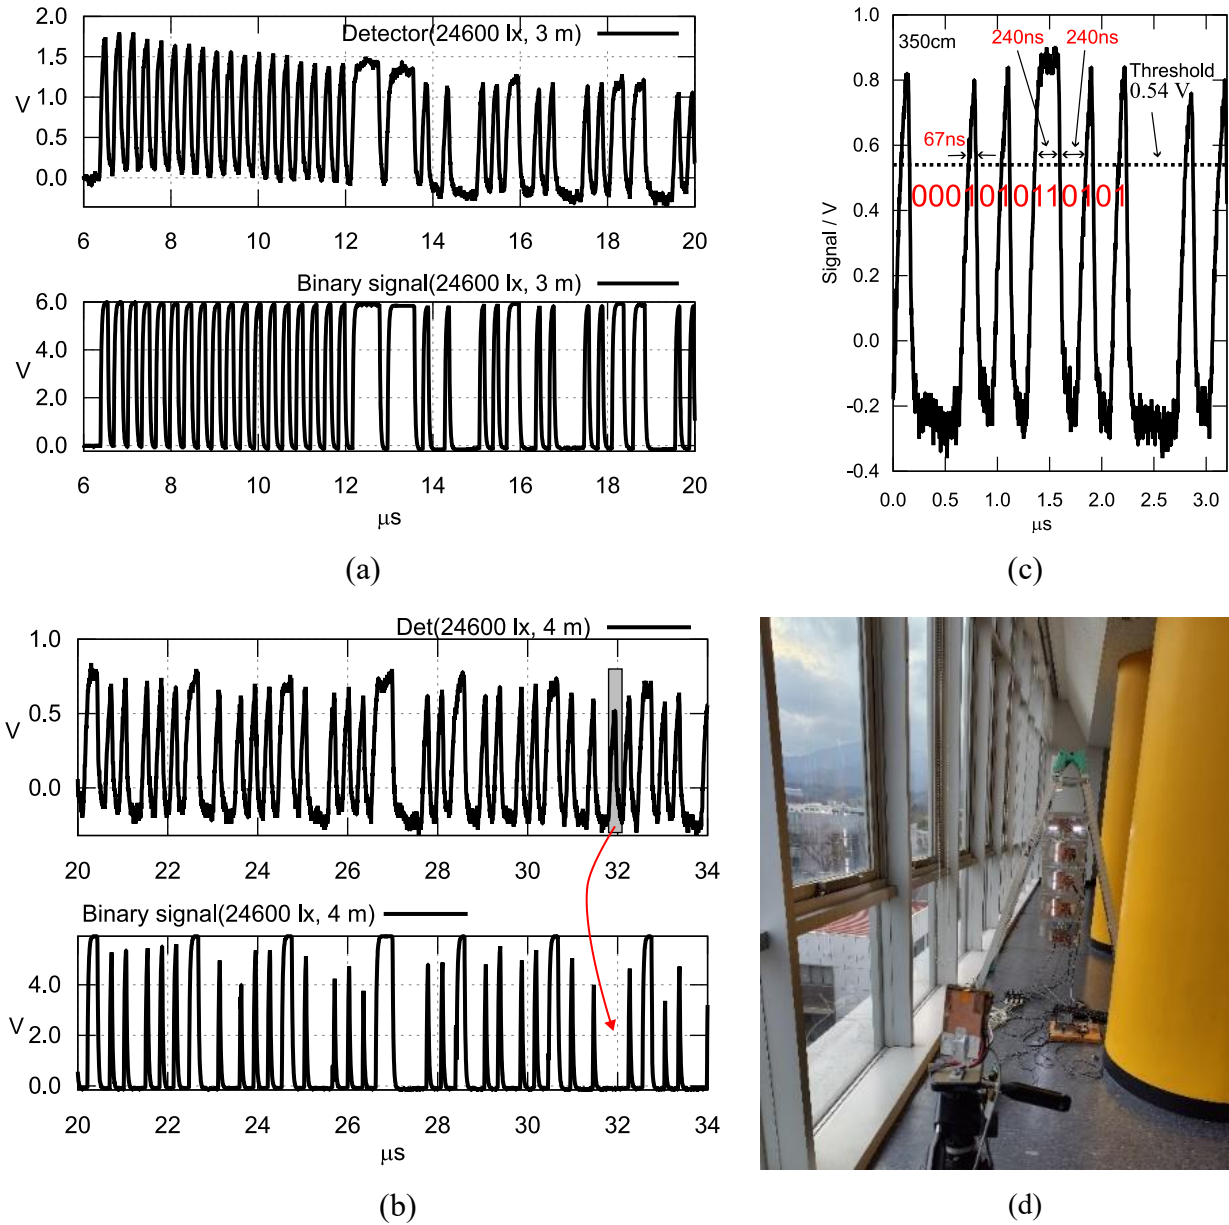 Detector(24600 lx, 3 m)
2.0
1.5
V
1.0
0.5
0.0
6 8 10 12 14 16 18 20
Binary signal(24600 lx, 3 m)
6.0
4.0
V
2.0
0.0
6 8 10 12 14 16 18 20
μs
(a)
Det(24600 lx, 4 m)
1.0
0.5
V
0.0
20 22 24 26 28 30 32 34
Binary signal(24600 lx, 4 m)
4.0
V
2.0
0.0
20 22 24 26 28 30 32 34
μs
(b)
350cm
240ns 240ns
Threshold
0.54 V
67ns
0001010110101
Signal / V
1.0
0.8
0.6
0.4
0.2
0.0
-0.2
-0.4
0.0 0.5 1.0 1.5 2.0 2.5 3.0
μs
(c)
(d)